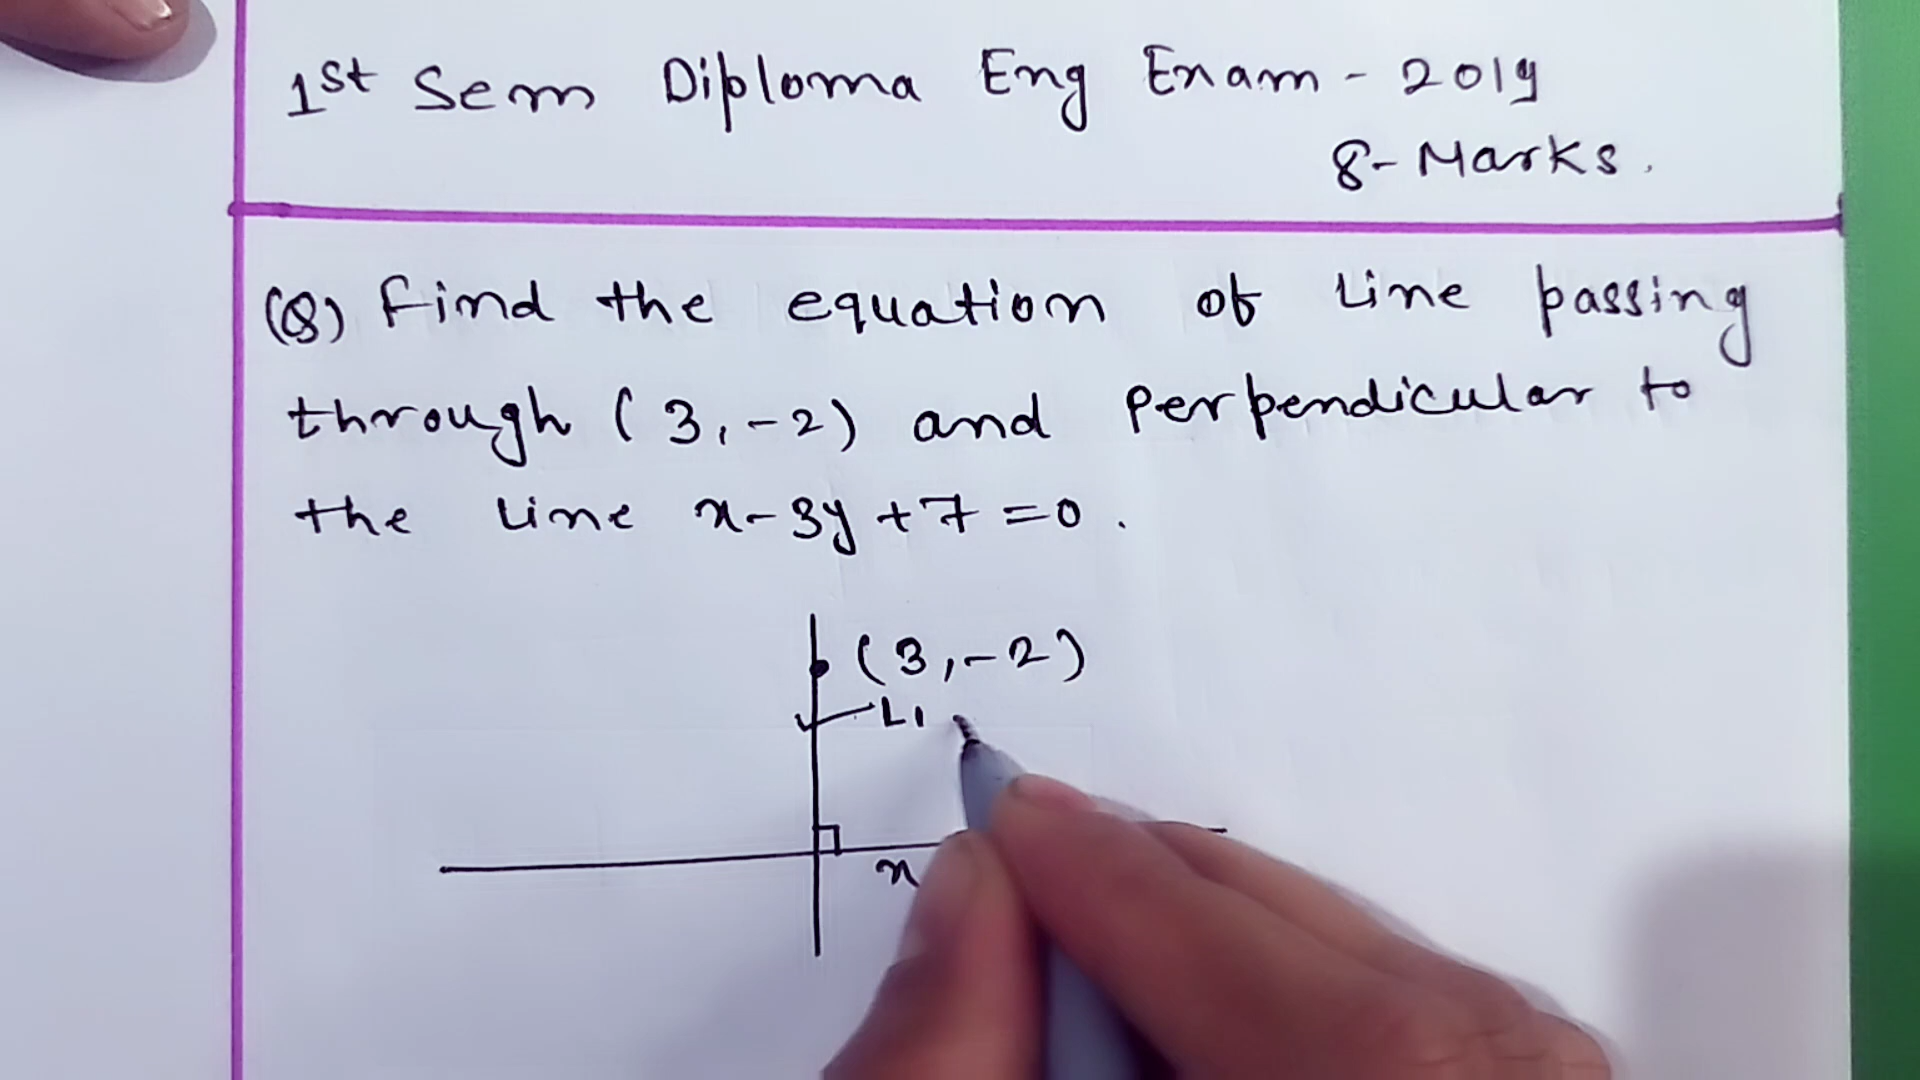 1st Sem Diploma Eng Exam - 2019
8- Marks.
(Q) Find the equation of line passing
through (3,-2) and perpendicular to
the line x-3y+7=0.
(3,-2)
L1
x